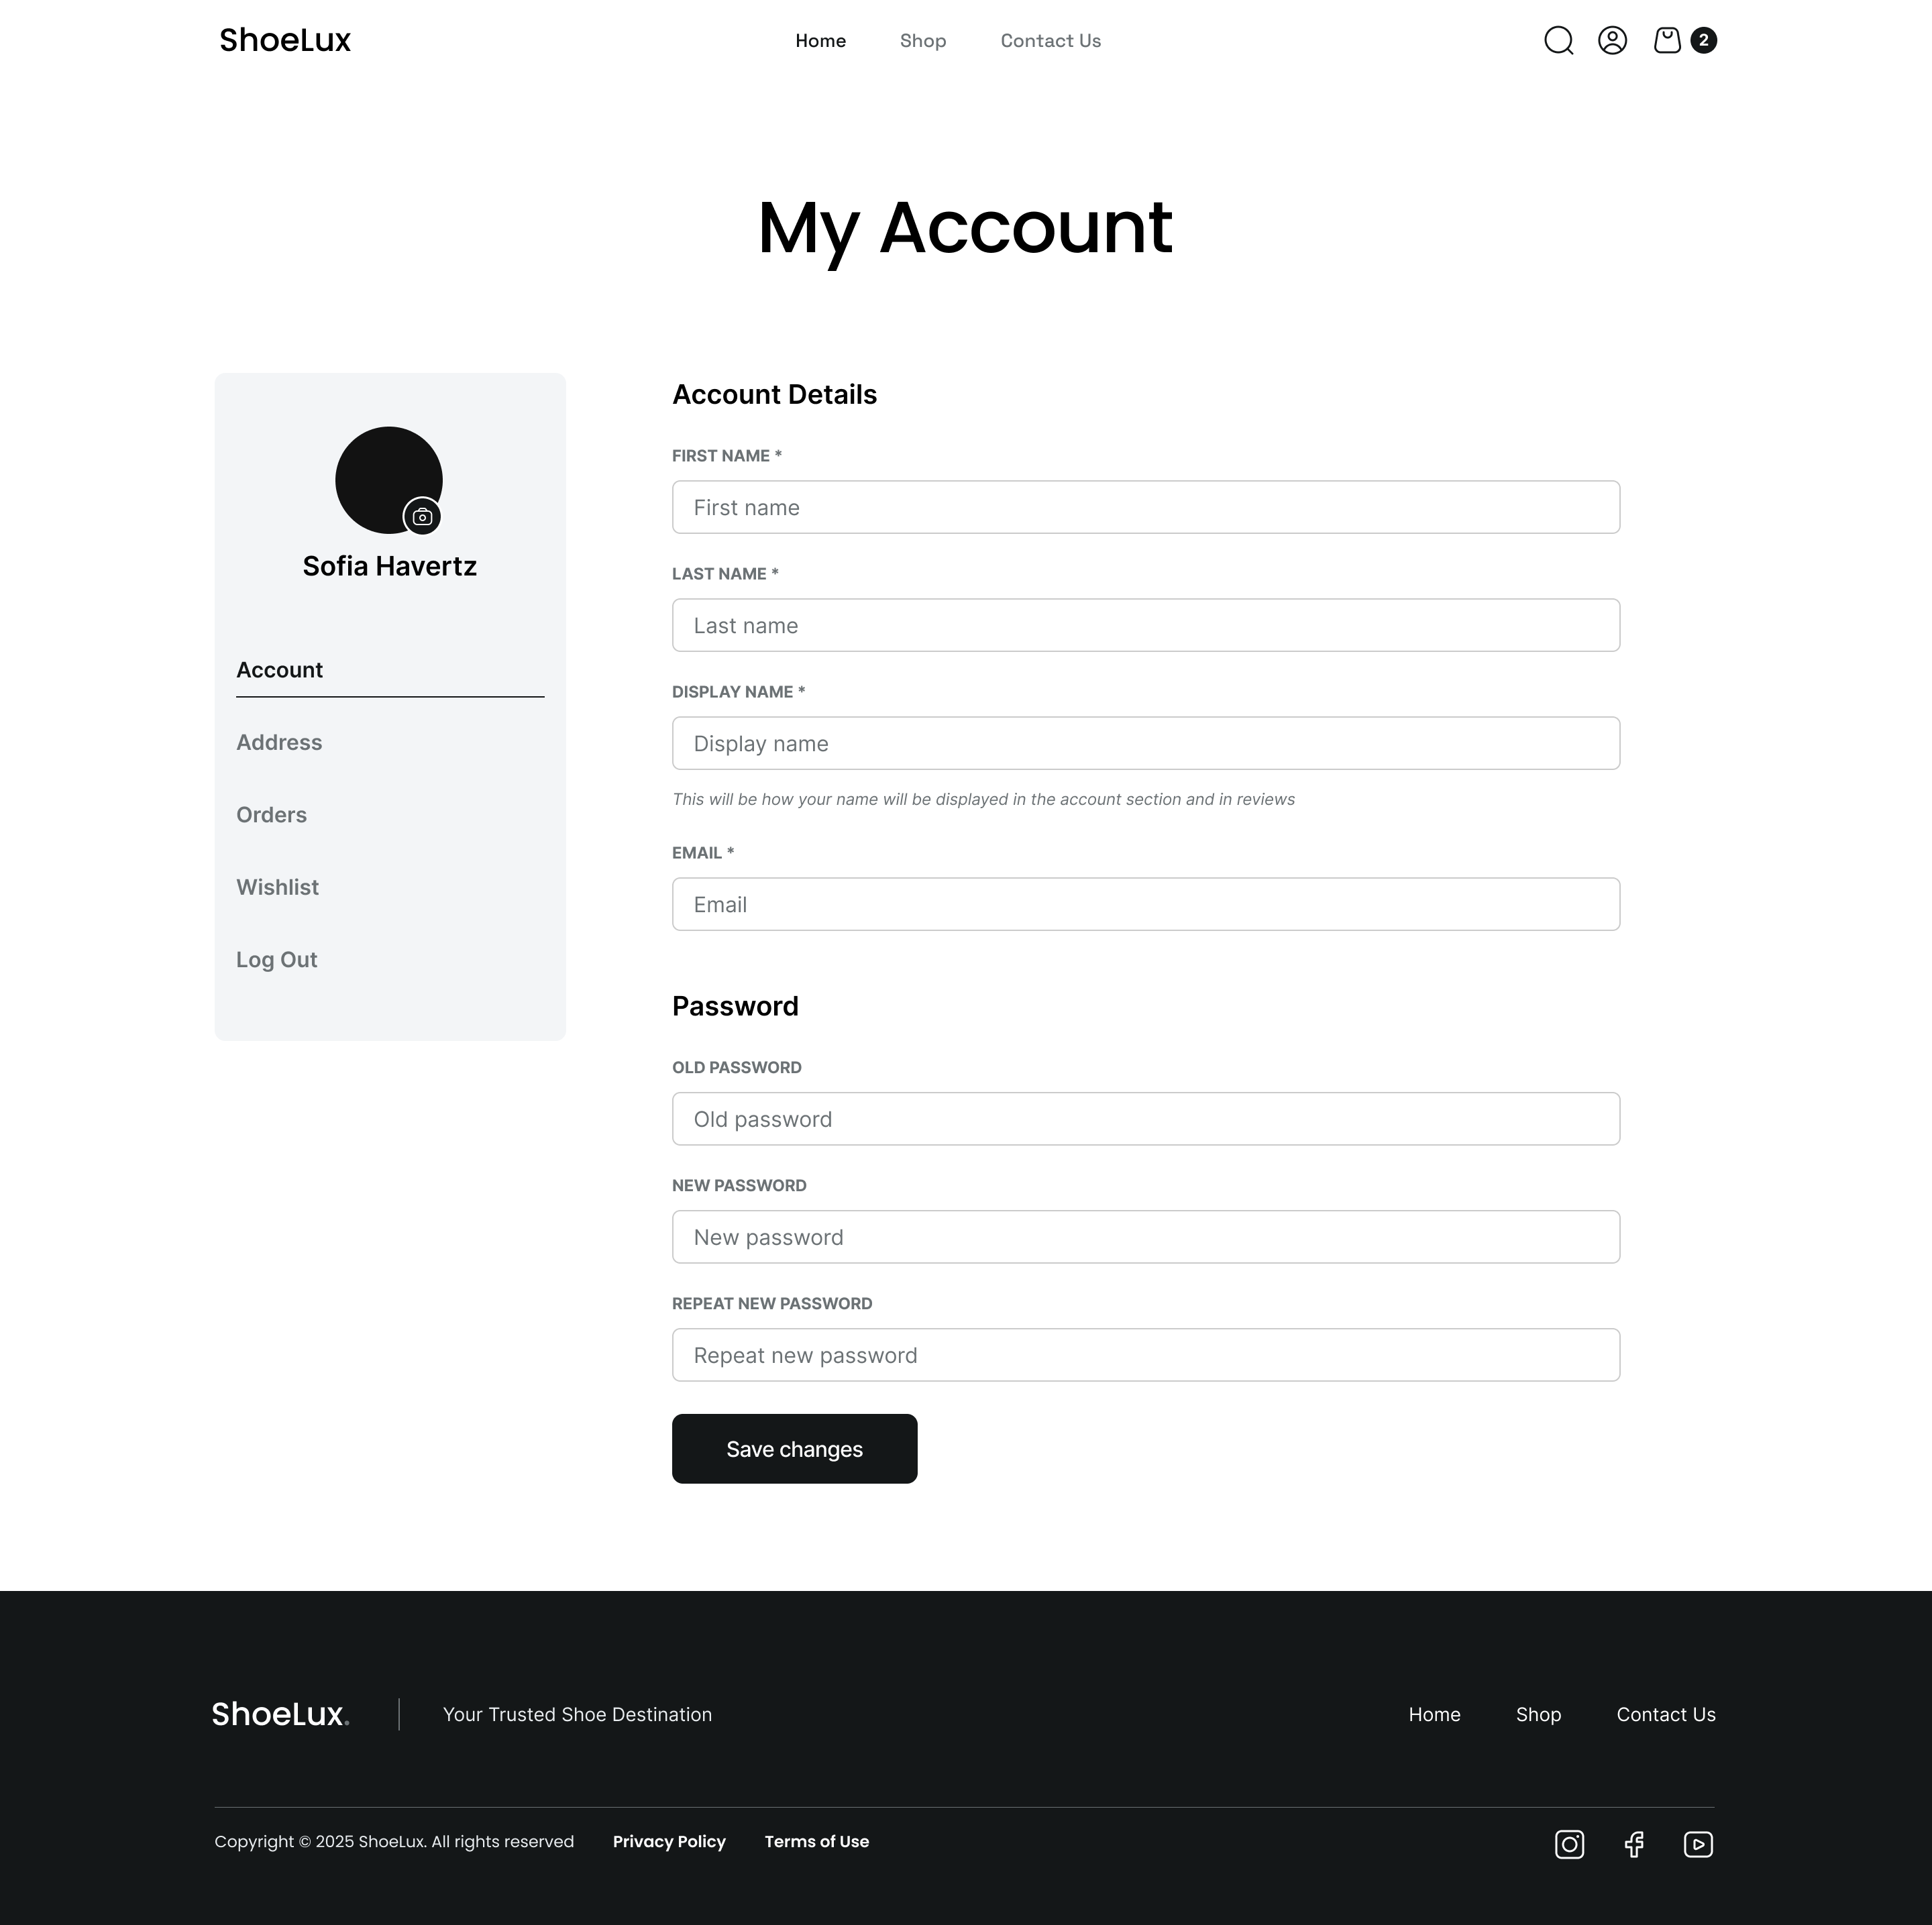 ShoeLux
Home Shop Contact Us
2
My Account
Sofia Havertz
Account
Address
Orders
Wishlist
Log Out
Account Details
FIRST NAME *
First name
LAST NAME *
Last name
DISPLAY NAME *
Display name
This will be how your name will be displayed in the account section and in reviews
EMAIL *
Email
Password
OLD PASSWORD
Old password
NEW PASSWORD
New password
REPEAT NEW PASSWORD
Repeat new password
Save changes
ShoeLux.
Your Trusted Shoe Destination
Home Shop Contact Us
Copyright © 2025 ShoeLux. All rights reserved Privacy Policy Terms of Use